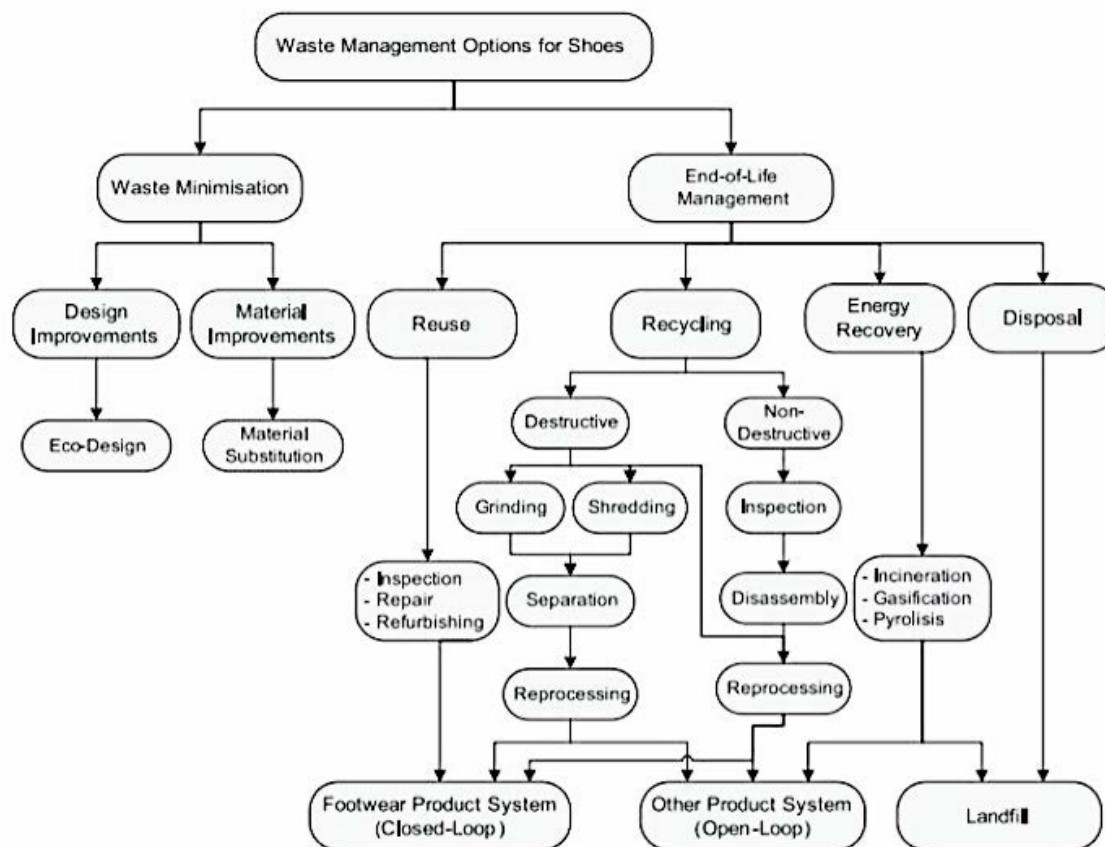 Waste Management Options for Shoes
Waste Minimisation
End-of-Life
Management
Design
Improvements
Material
Improvements
Reuse
Recycling
Energy
Recovery
Disposal
Eco-Design
Material
Substitution
Destructive
Non-
Destructive
Grinding
Shredding
Inspection
- Inspection
- Repair
- Refurbishing
Separation
Disassembly
- Incineration
- Gasification
- Pyrolisis
Reprocessing
Reprocessing
Footwear Product System
(Closed-Loop)
Other Product System
(Open-Loop)
Landfill